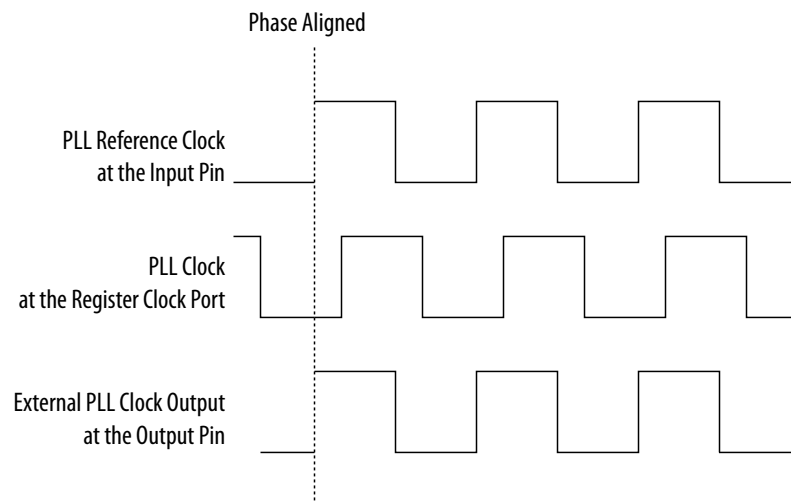 Phase Aligned
PLL Reference Clock
at the Input Pin
PLL Clock
at the Register Clock Port
External PLL Clock Output
at the Output Pin